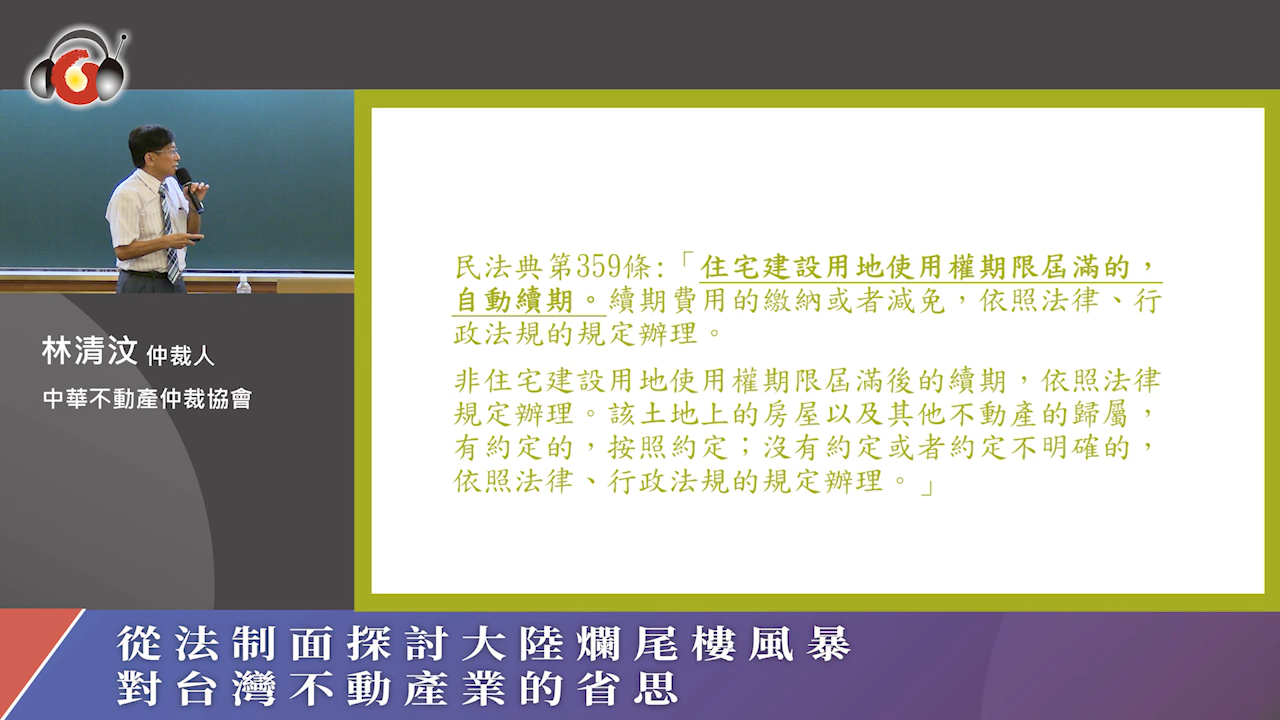 林清汶 仲裁人
中華不動產仲裁協會
民法典第359條:「住宅建設用地使用權期限屆滿的，
自動續期。續期費用的繳納或者減免，依照法律、行
政法規的規定辦理。
非住宅建設用地使用權期限屆滿後的續期，依照法律
規定辦理。該土地上的房屋以及其他不動產的歸屬，
有約定的，按照約定；沒有約定或者約定不明確的，
依照法律、行政法規的規定辦理。」
從法制面探討大陸爛尾樓風暴
對台灣不動產業的省思